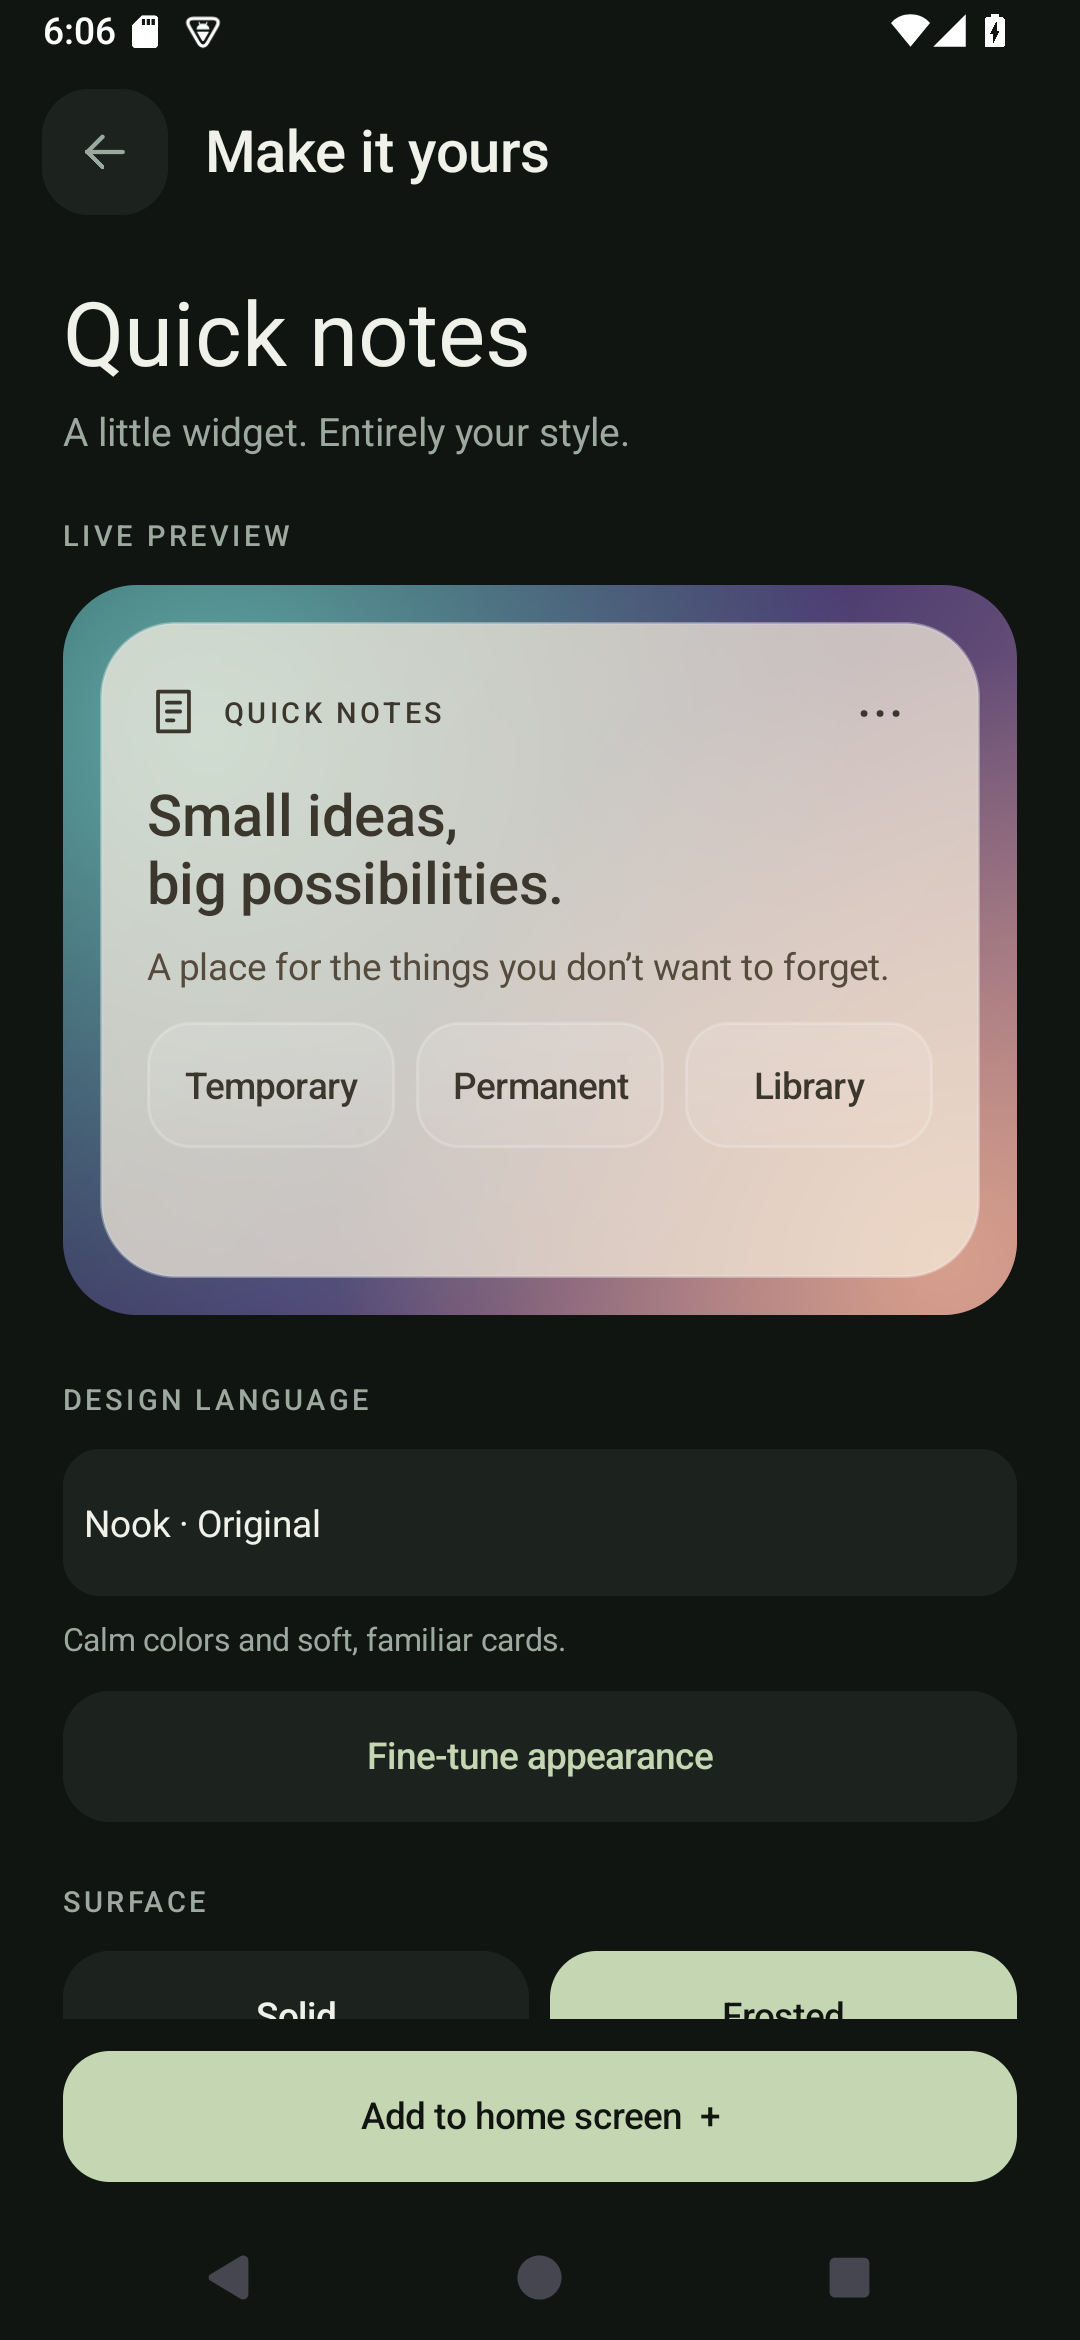 6:06
Make it yours
Quick notes
A little widget. Entirely your style.
LIVE PREVIEW
QUICK NOTES
Small ideas,
big possibilities.
A place for the things you don’t want to forget.
Temporary Permanent Library
DESIGN LANGUAGE
Nook · Original
Calm colors and soft, familiar cards.
Fine-tune appearance
SURFACE
Solid Frosted
Add to home screen +